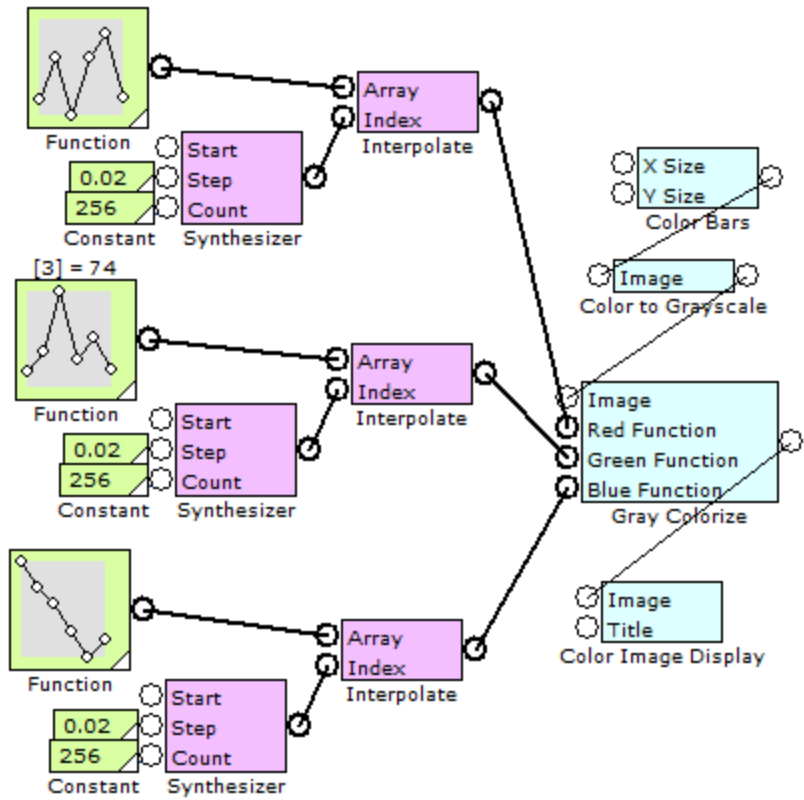 Function
Array
Index
Interpolate
Start
0.02
Step
256
Count
Constant
Synthesizer
X Size
Y Size
Color Bars
Image
Color to Grayscale
[3] = 74
Function
Array
Index
Interpolate
Start
0.02
Step
256
Count
Constant
Synthesizer
Image
Red Function
Green Function
Blue Function
Gray Colorize
Function
Array
Index
Interpolate
Start
0.02
Step
256
Count
Constant
Synthesizer
Image
Title
Color Image Display